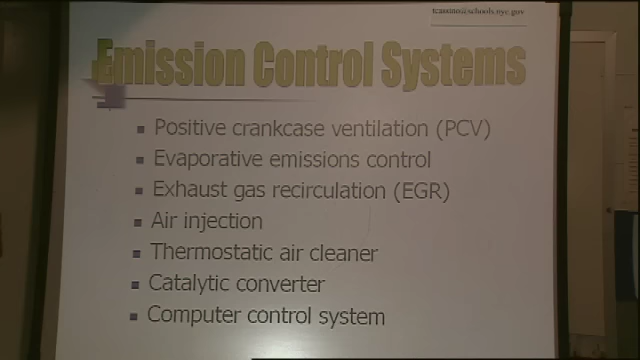 Emission Control Systems
Positive crankcase ventilation (PCV)
Evaporative emissions control
Exhaust gas recirculation (EGR)
Air injection
Thermostatic air cleaner
Catalytic converter
Computer control system